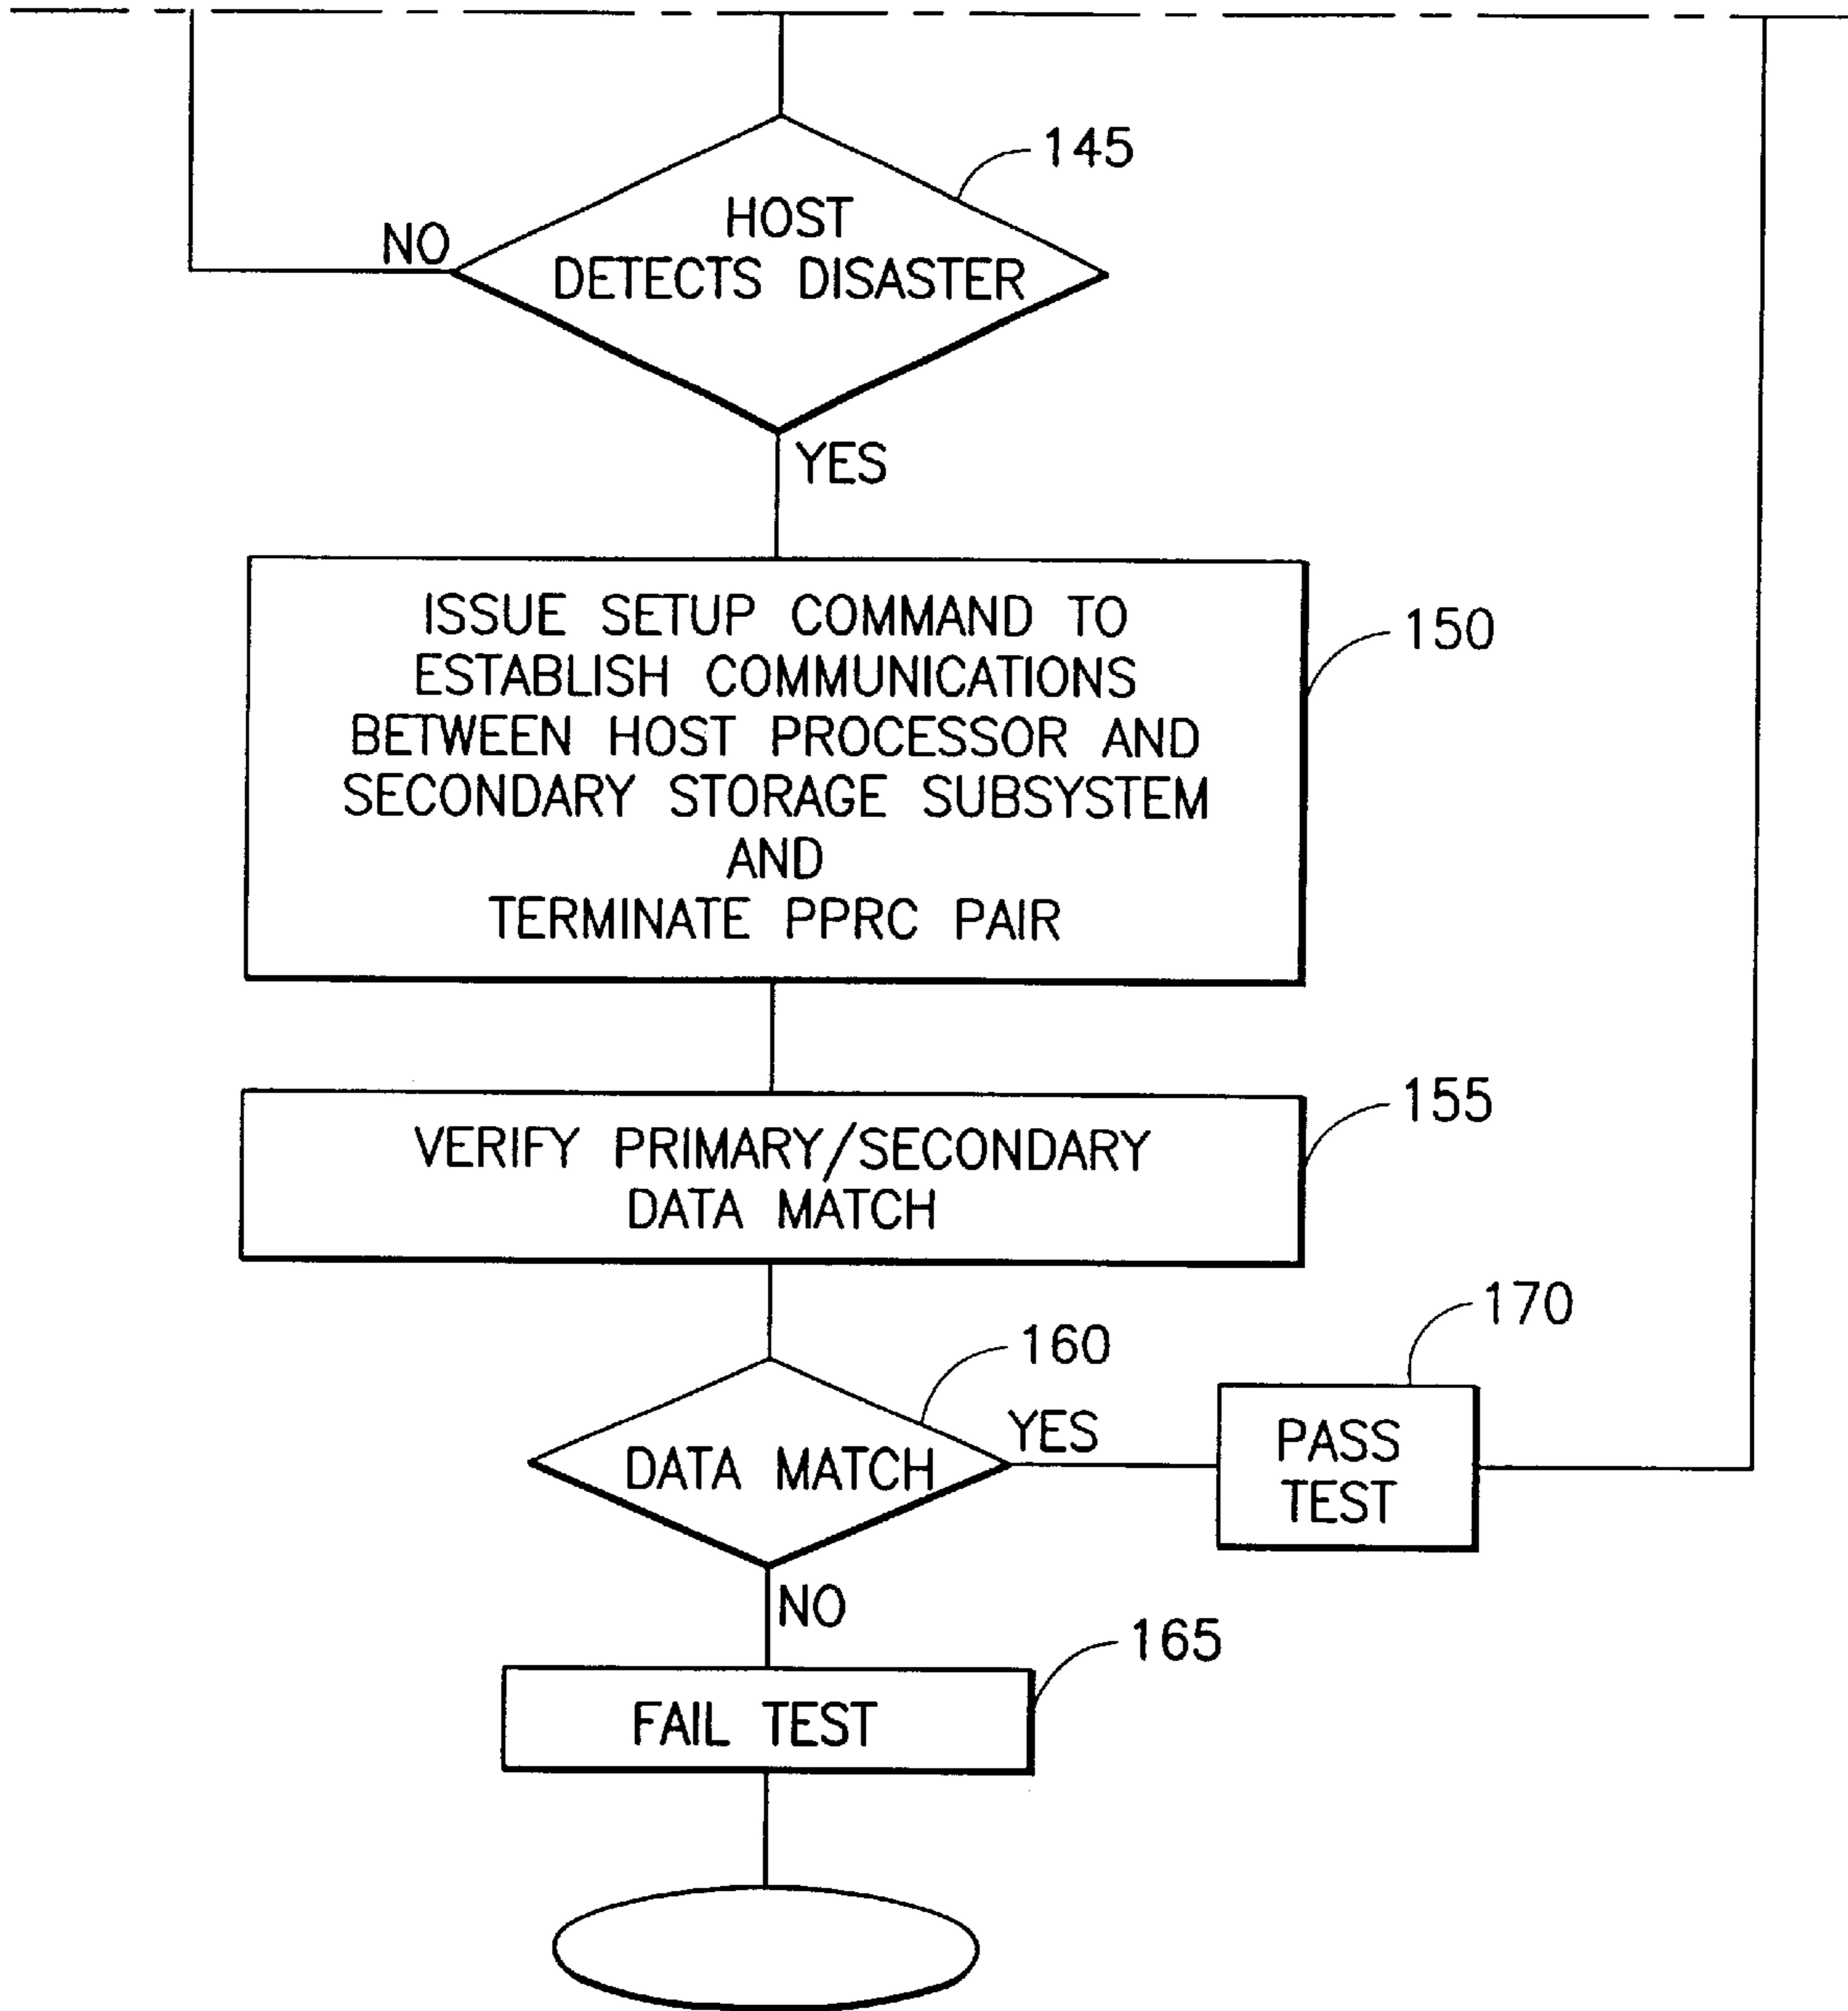 145
HOST
DETECTS DISASTER
NO
YES
ISSUE SETUP COMMAND TO
ESTABLISH COMMUNICATIONS
BETWEEN HOST PROCESSOR AND
SECONDARY STORAGE SUBSYSTEM
AND
TERMINATE PPRC PAIR
150
VERIFY PRIMARY/SECONDARY
DATA MATCH
155
160
DATA MATCH
YES
170
PASS
TEST
NO
165
FAIL TEST